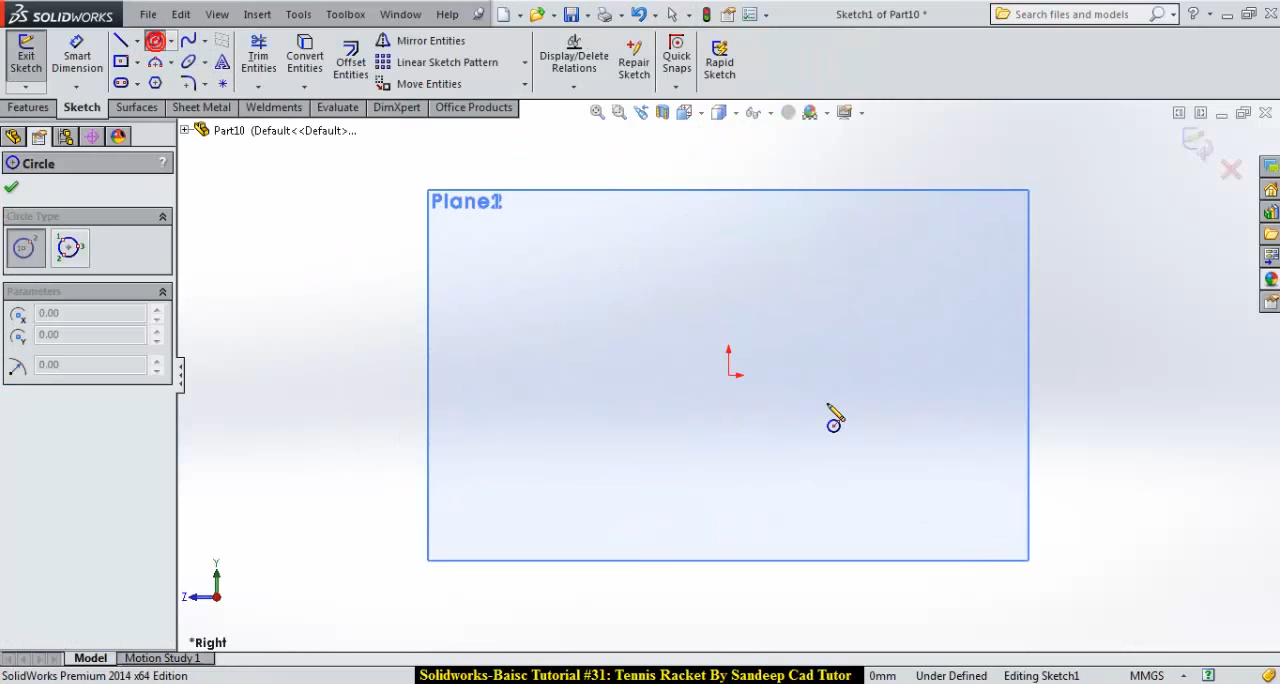 SOLIDWORKS File Edit View Insert Tools Toolbox Window Help Sketch1 of Part10 * Search files and models
Exit Sketch
Smart Dimension
Trim Entities
Convert Entities
Offset Entities
Mirror Entities
Linear Sketch Pattern
Move Entities
Display/Delete Relations
Repair Sketch
Quick Snaps
Rapid Sketch
Features Sketch Surfaces Sheet Metal Weldments Evaluate DimXpert Office Products
Part10 (Default<<Default>...
Circle ?
Circle Type
Parameters
0.00
0.00
0.00
Y
Z
*Right
Model Motion Study 1
SolidWorks Premium 2014 x64 Edition
Solidworks-Baisc Tutorial #31: Tennis Racket By Sandeep Cad Tutor
0mm Under Defined Editing Sketch1 MMGS